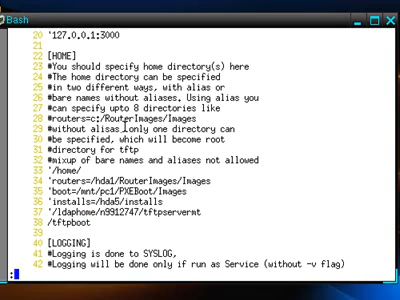 Bash
20 '127.0.0.1:3000
21
22 [HOME]
23 #You should specify home directory(s) here
24 #The home directory can be specified
25 #in two different ways, with alias or
26 #bare names without aliases. Using alias you
27 #can specify upto 8 directories like
28 #routers=c:/RouterImages/Images
29 #without alisas only one directory can
30 #be specified, which will become root
31 #directory for tftp
32 #mixup of bare names and aliases not allowed
33 '/home/
34 'routers=/hda1/RouterImages/Images
35 'boot=/mnt/pc1/PXEBoot/Images
36 'installs=/hda5/installs
37 '/ldaphome/n9912747/tftpservermt
38 /tftpboot
39
40 [LOGGING]
41 #Logging is done to SYSLOG,
42 #Logging will be done only if run as Service (without -v flag)
: